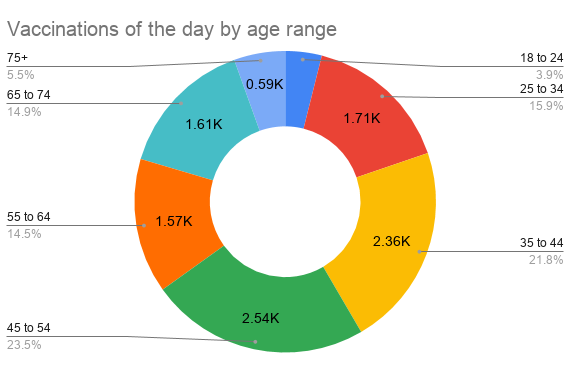 Vaccinations of the day by age range
75+
5.5%
65 to 74
14.9%
55 to 64
14.5%
45 to 54
23.5%
18 to 24
3.9%
25 to 34
15.9%
35 to 44
21.8%
0.59K
1.71K
1.61K
2.36K
1.57K
2.54K